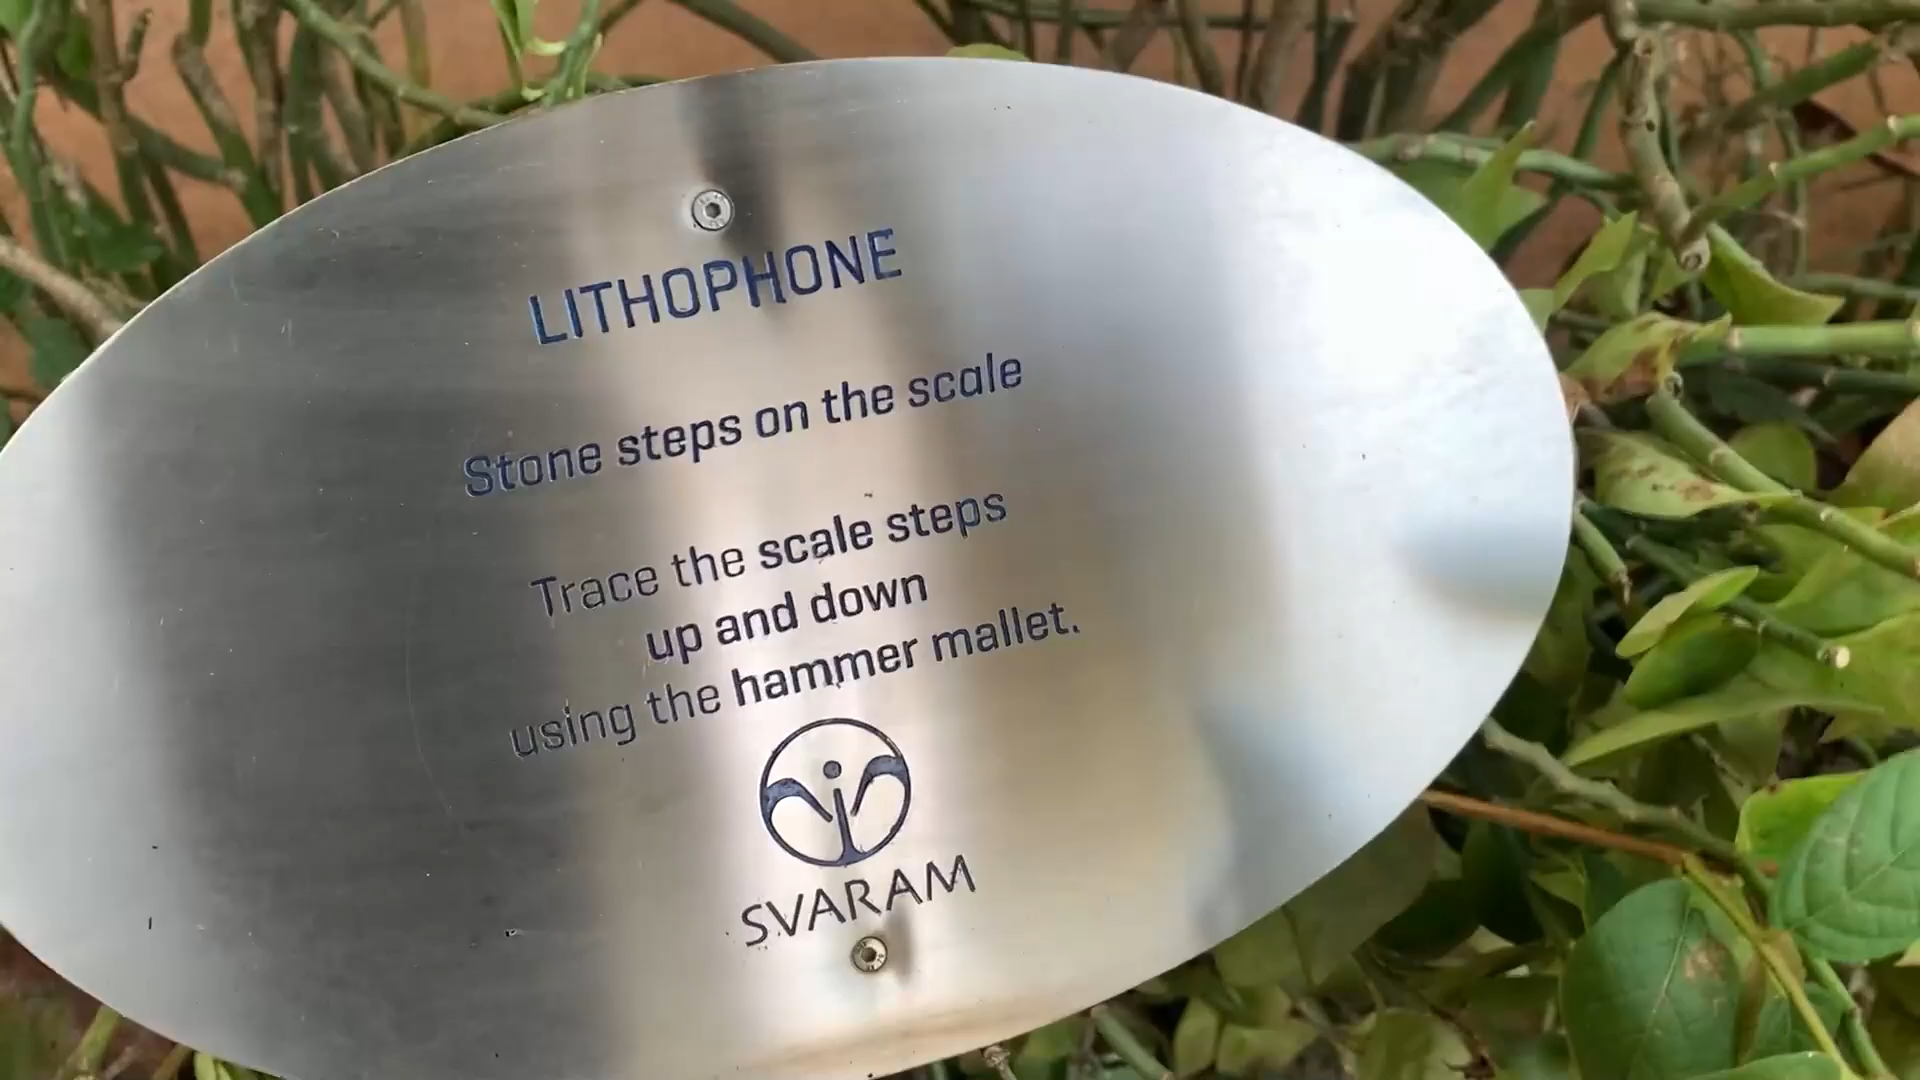 LITHOPHONE
Stone steps on the scale
Trace the scale steps
up and down
using the hammer mallet.
SVARAM